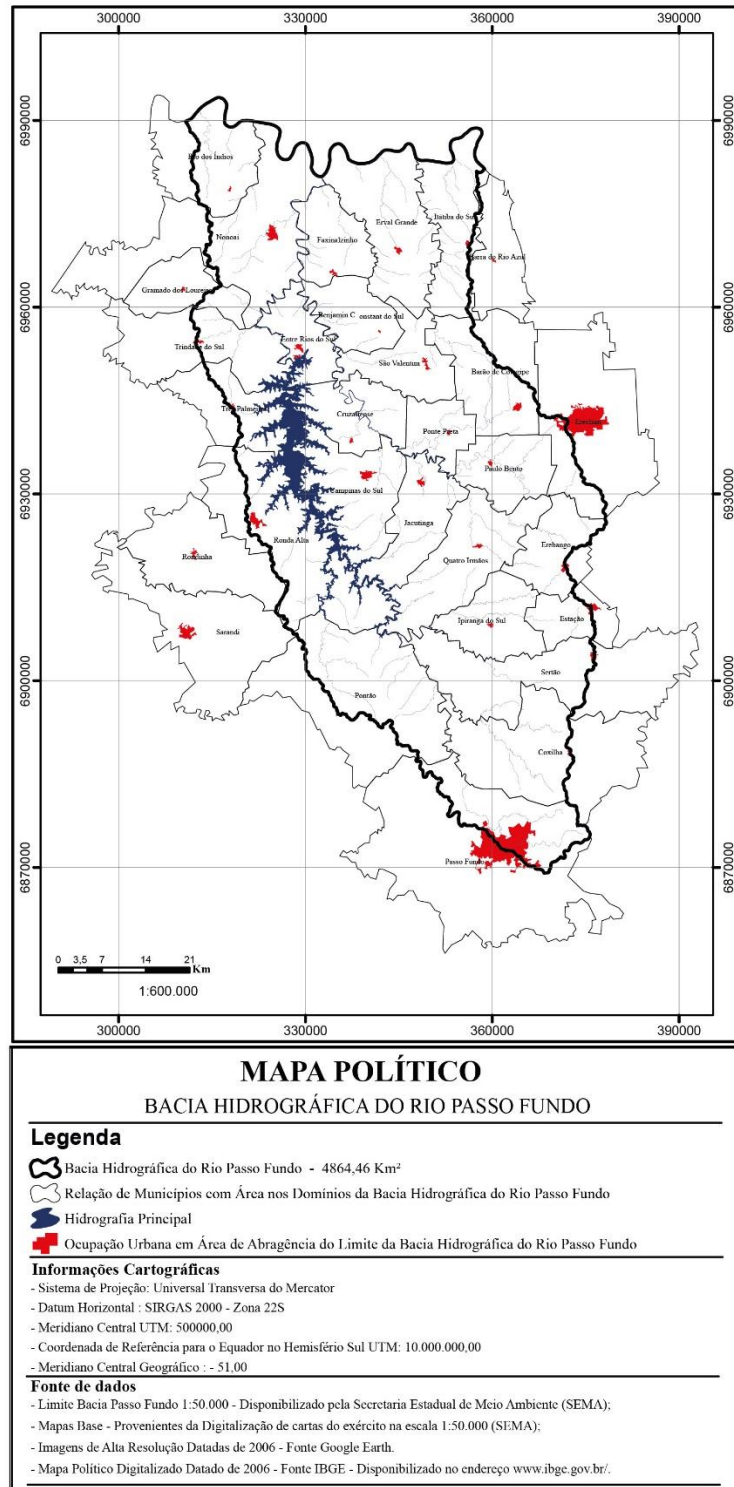 300000 330000 360000 390000
6990000 6990000
Rio dos Índios
Nonoai
Faxinalzinho
Erval Grande
Itatiba do Sul
Barra do Rio Azul
Gramado dos Loureiros
6960000 6960000
Benjamin Constant do Sul
Trindade do Sul
Entre Rios do Sul
São Valentim
Barão de Cotegipe
Três Palmeiras
Cruzaltense
Ponte Preta
Erechim
Paulo Bento
6930000 6930000
Campinas do Sul
Jacutinga
Ronda Alta
Quatro Irmãos
Erebango
Rondinha
Ipiranga do Sul
Estação
Sarandi
Sertão
6900000 6900000
Pontão
Coxilha
6870000 6870000
Passo Fundo
0 3,5 7 14 21
Km
1:600.000
300000 330000 360000 390000
MAPA POLÍTICO
BACIA HIDROGRÁFICA DO RIO PASSO FUNDO
Legenda
Bacia Hidrográfica do Rio Passo Fundo - 4864,46 Km²
Relação de Municípios com Área nos Domínios da Bacia Hidrográfica do Rio Passo Fundo
Hidrografia Principal
Ocupação Urbana em Área de Abragência do Limite da Bacia Hidrográfica do Rio Passo Fundo
Informações Cartográficas
- Sistema de Projeção: Universal Transversa do Mercator
- Datum Horizontal : SIRGAS 2000 - Zona 22S
- Meridiano Central UTM: 500000,00
- Coordenada de Referência para o Equador no Hemisfério Sul UTM: 10.000.000,00
- Meridiano Central Geográfico : - 51,00
Fonte de dados
- Limite Bacia Passo Fundo 1:50.000 - Disponibilizado pela Secretaria Estadual de Meio Ambiente (SEMA);
- Mapas Base - Provenientes da Digitalização de cartas do exército na escala 1:50.000 (SEMA);
- Imagens de Alta Resolução Datadas de 2006 - Fonte Google Earth.
- Mapa Político Digitalizado Datado de 2006 - Fonte IBGE - Disponibilizado no endereço www.ibge.gov.br/.